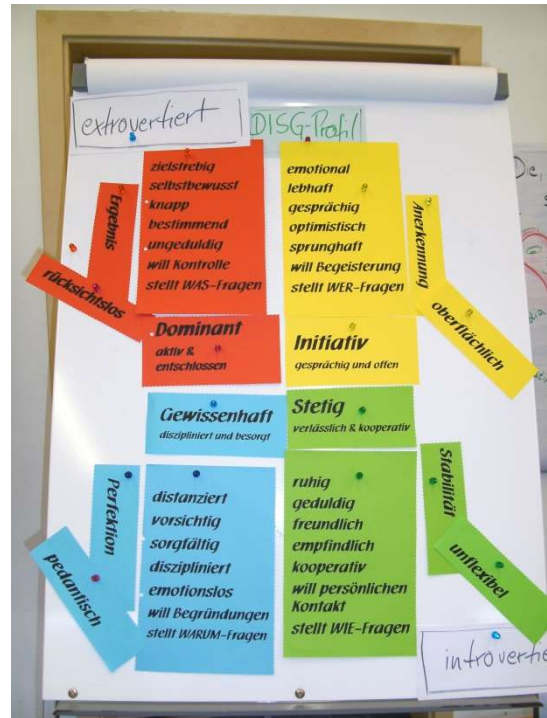 extrovertiert
DISG-Profil
zielstrebig
selbstbewusst
knapp
bestimmend
ungeduldig
will Kontrolle
stellt WAS-Fragen
Ergebnis
rücksichtslos
Dominant
aktiv &
entschlossen
emotional
lebhaft
gesprächig
optimistisch
sprunghaft
will Begeisterung
stellt WER-Fragen
Anerkennung
oberflächlich
Initiativ
gesprächig und offen
Gewissenhaft
diszipliniert und besorgt
Perfektion
pedantisch
distanziert
vorsichtig
sorgfältig
diszipliniert
emotionslos
will Begründungen
stellt WARUM-Fragen
Stetig
verlässlich & kooperativ
ruhig
geduldig
freundlich
empfindlich
kooperativ
will persönlichen
Kontakt
stellt WIE-Fragen
Stabilität
unflexibel
introvertie